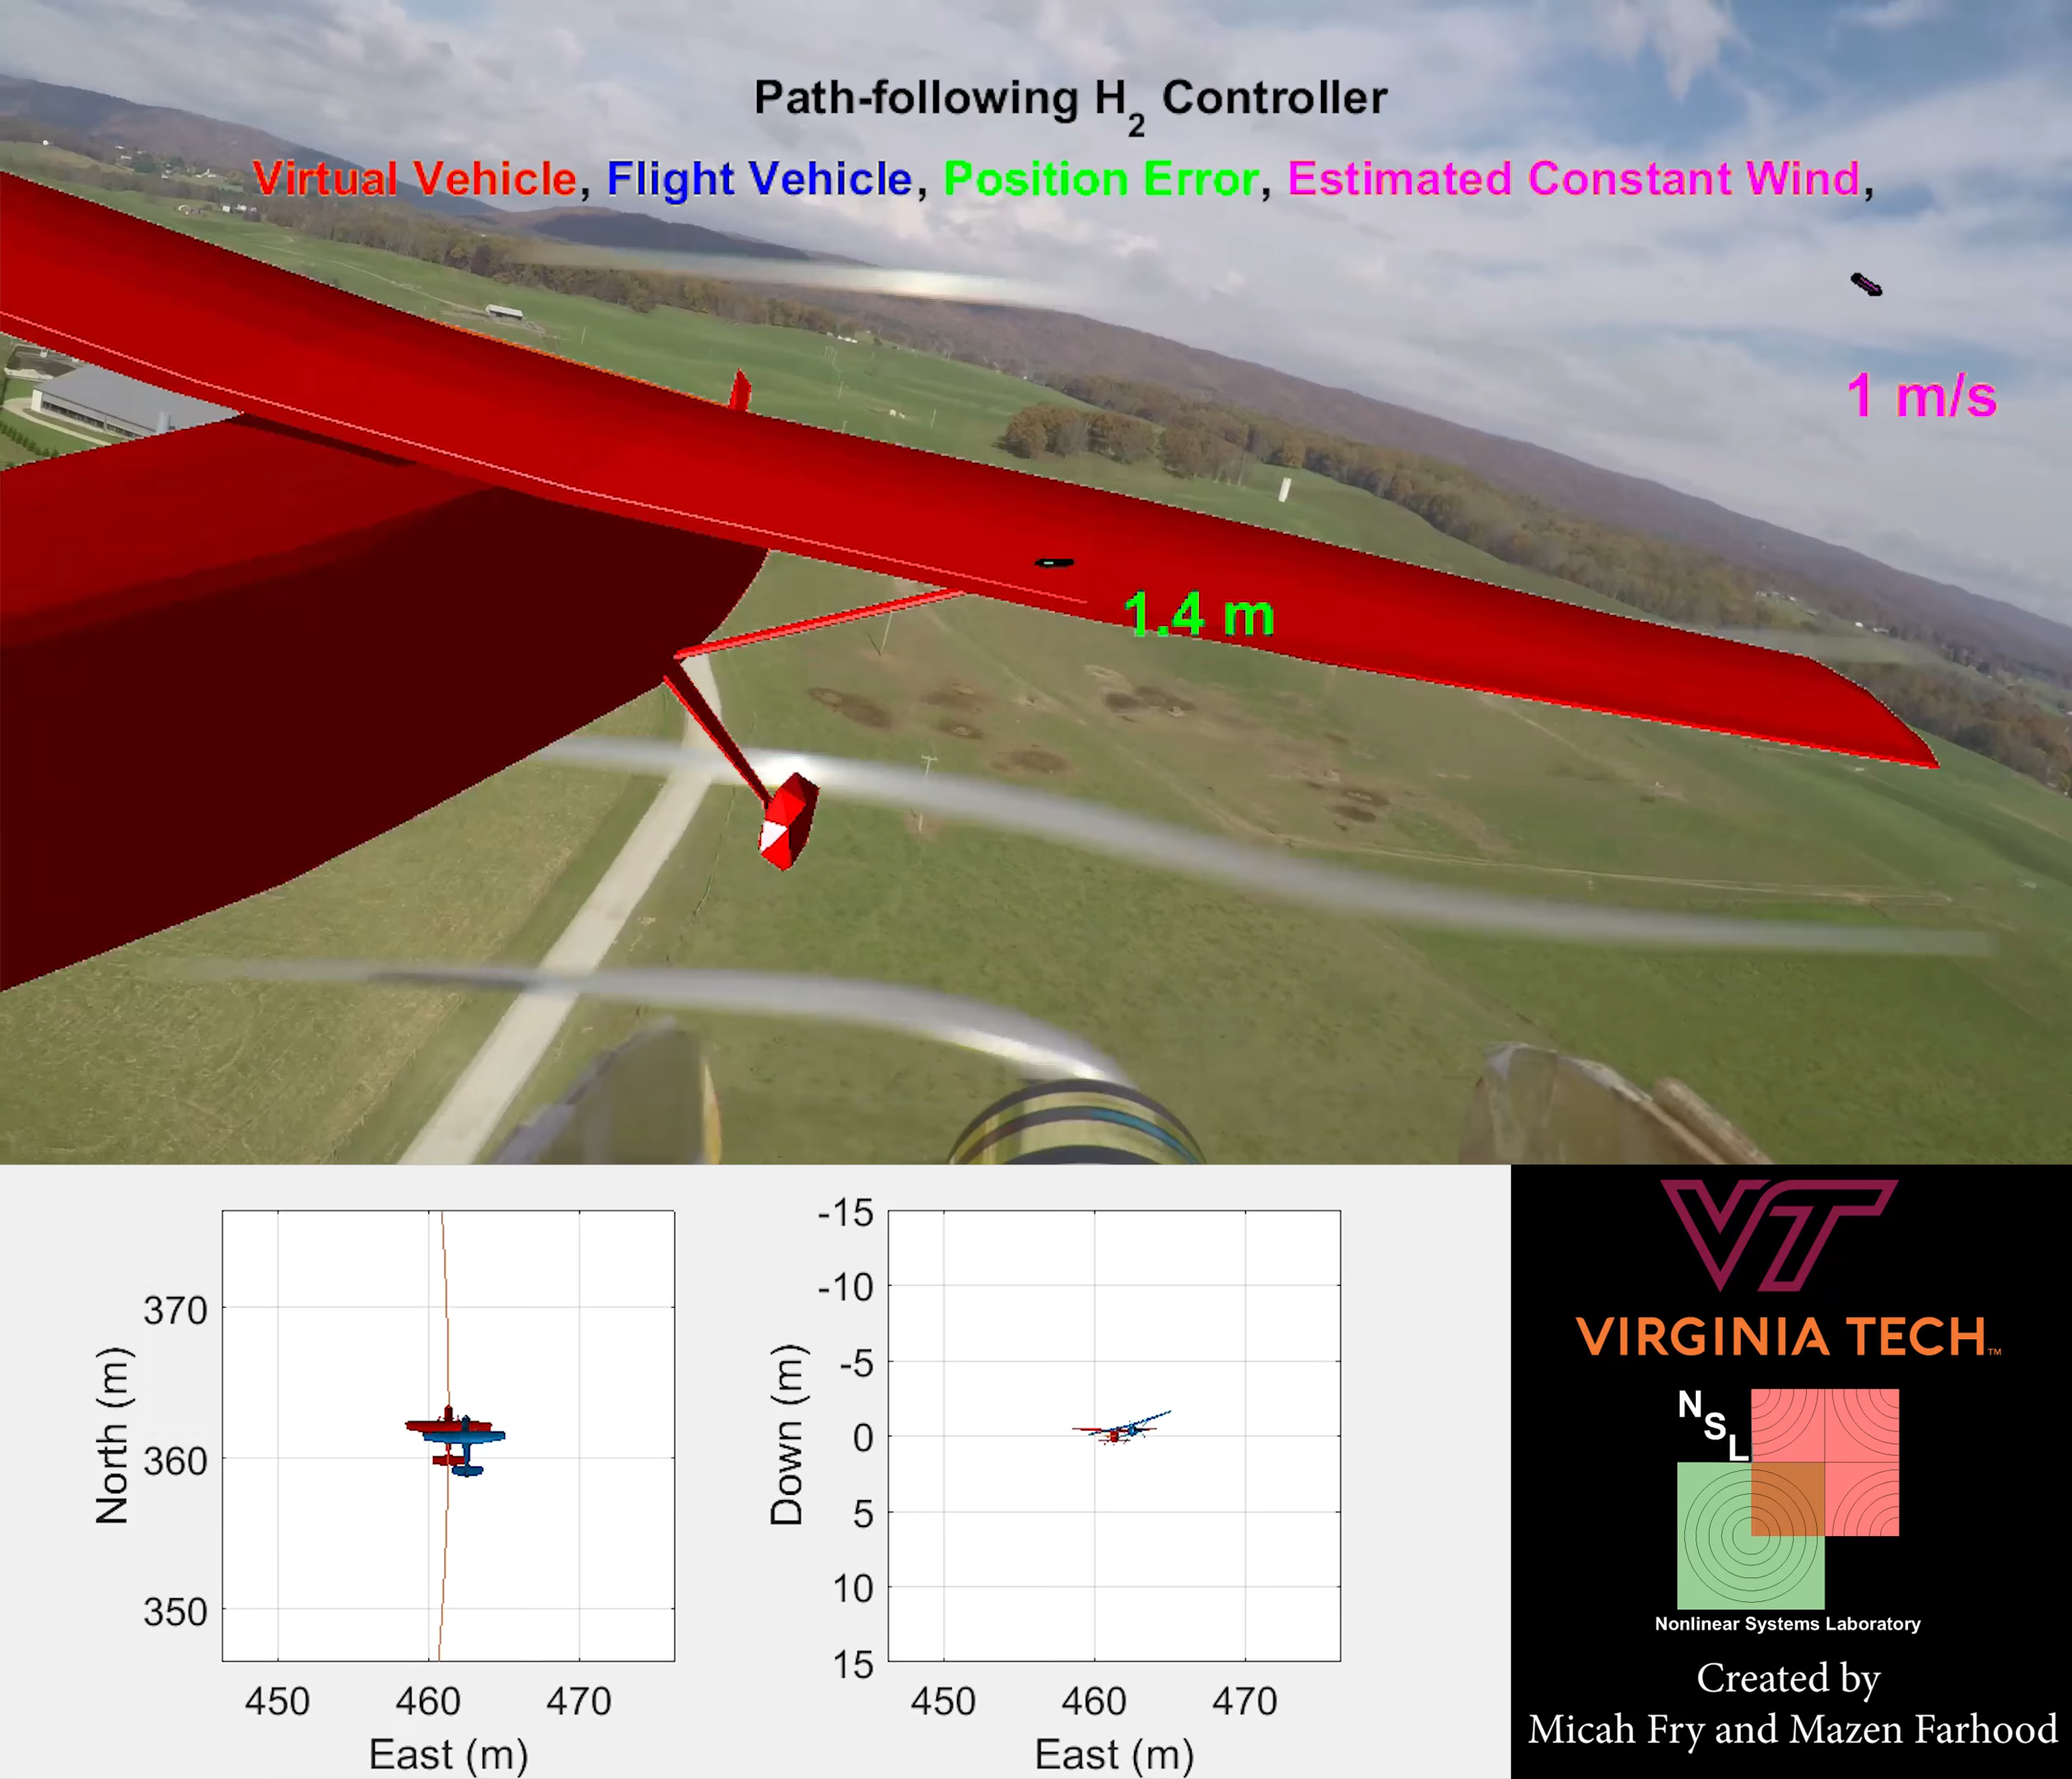 Path-following H2 Controller
Virtual Vehicle, Flight Vehicle, Position Error, Estimated Constant Wind,
1 m/s
1.4 m
370
360
350
North (m)
450 460 470
East (m)
-15
-10
-5
0
5
10
15
Down (m)
450 460 470
East (m)
VT
VIRGINIA TECH™
NSL
Nonlinear Systems Laboratory
Created by
Micah Fry and Mazen Farhood